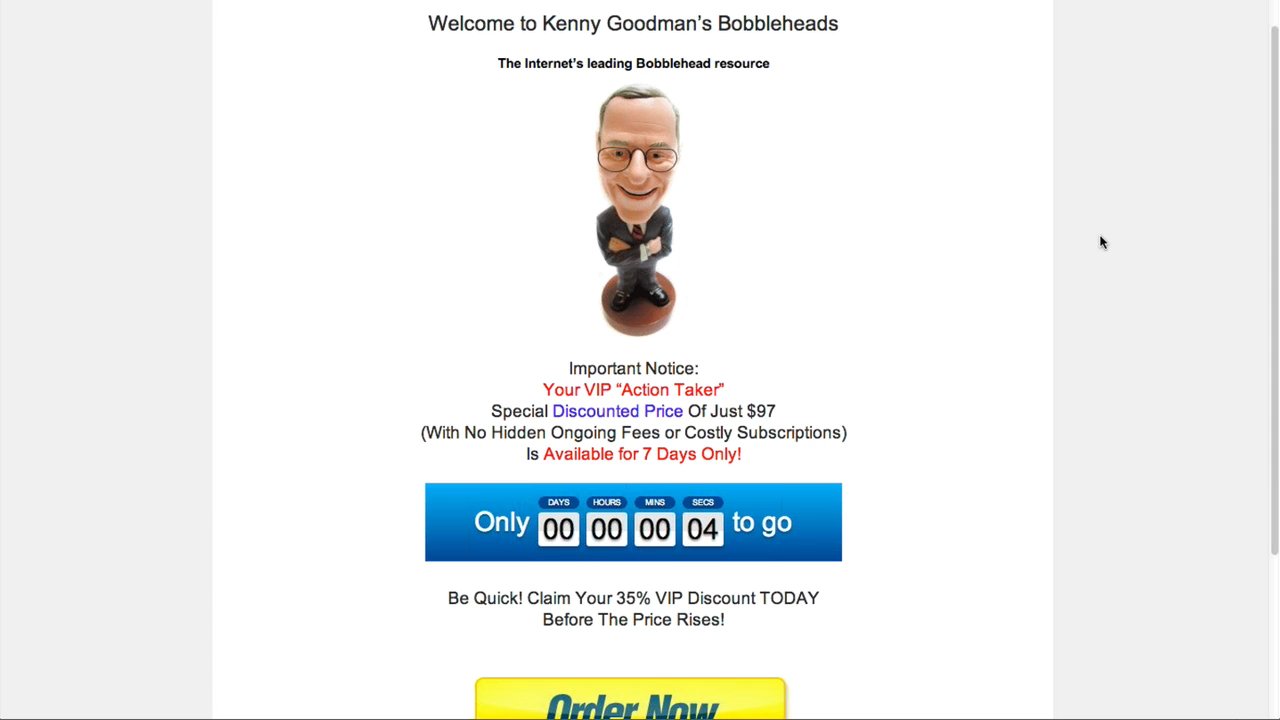 Welcome to Kenny Goodman’s Bobbleheads
The Internet’s leading Bobblehead resource
Important Notice:
Your VIP “Action Taker”
Special Discounted Price Of Just $97
(With No Hidden Ongoing Fees or Costly Subscriptions)
Is Available for 7 Days Only!
DAYS HOURS MINS SECS
Only 00 00 00 04 to go
Be Quick! Claim Your 35% VIP Discount TODAY
Before The Price Rises!
Order Now